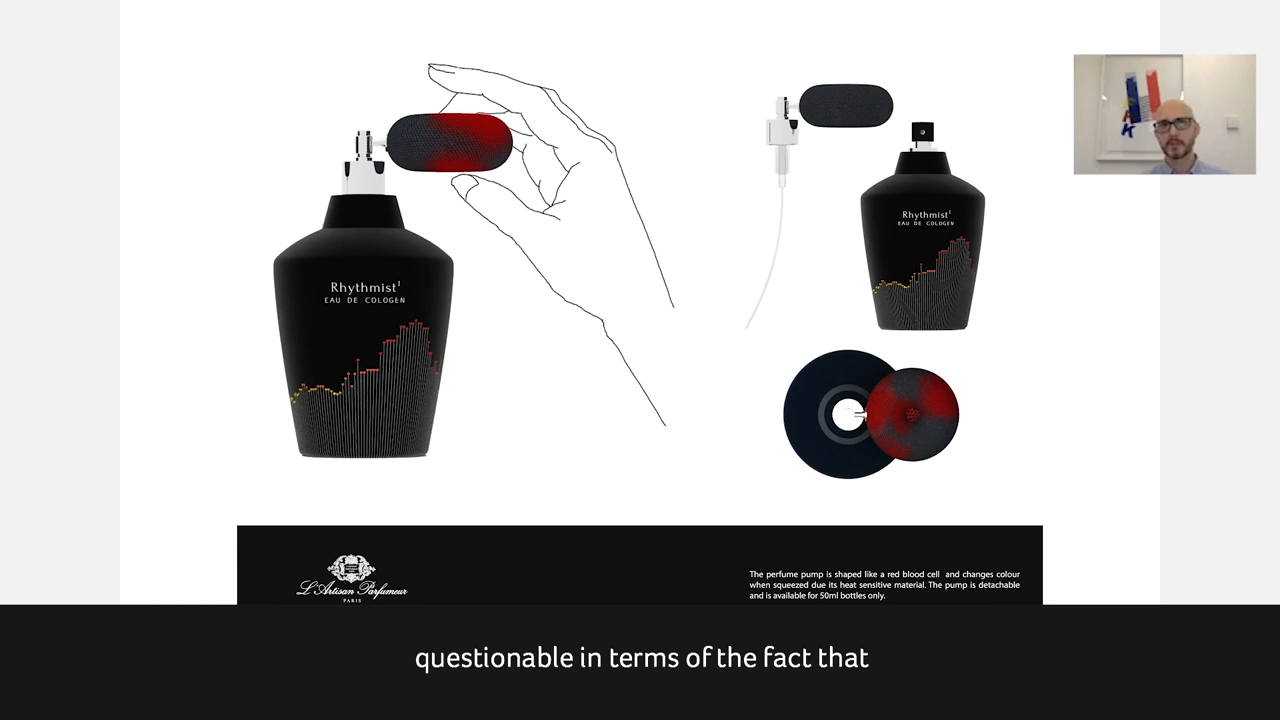 Rhythmist¹
EAU DE COLOGEN
Rhythmist¹
EAU DE COLOGEN
L'Artisan Parfumeur
PARIS
The perfume pump is shaped like a red blood cell and changes colour
when squeezed due its heat sensitive material. The pump is detachable
and is available for 50ml bottles only.
questionable in terms of the fact that